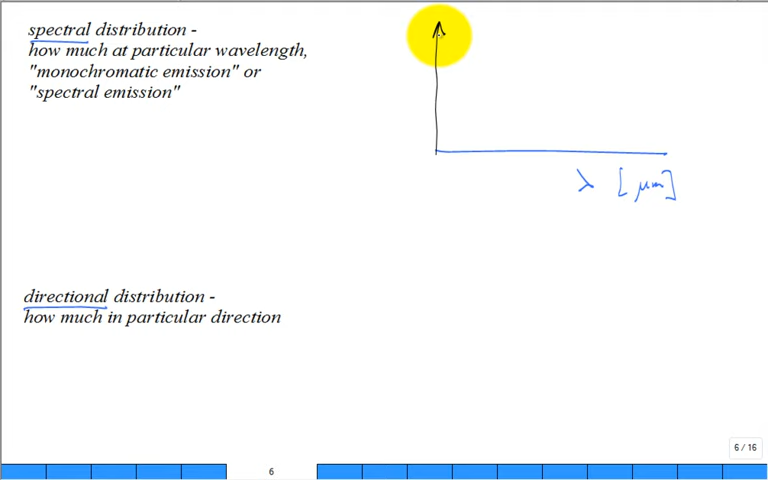 spectral distribution -
how much at particular wavelength,
"monochromatic emission" or
"spectral emission"
λ [μm]
directional distribution -
how much in particular direction
6 / 16
6